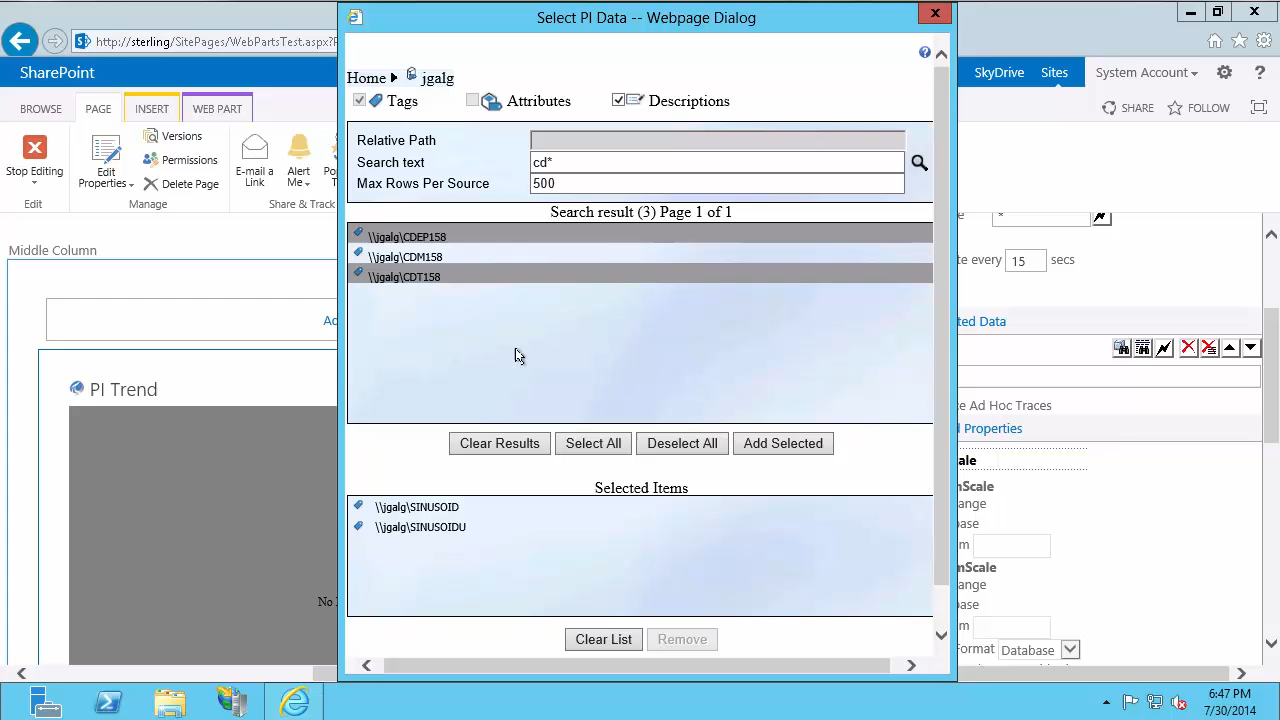 Select PI Data -- Webpage Dialog
http://sterling/SitePages/WebPartsTest.aspx?
SharePoint
SkyDrive
Sites
System Account
BROWSE
PAGE
INSERT
WEB PART
SHARE
FOLLOW
Stop Editing
Edit
Properties
Versions
Permissions
Delete Page
E-mail a
Link
Alert
Me
Edit
Manage
Share & Track
Home
jgalg
Tags
Attributes
Descriptions
Relative Path
Search text
cd*
Max Rows Per Source
500
Search result (3) Page 1 of 1
\\jgalg\CDEP158
\\jgalg\CDM158
\\jgalg\CDT158
Clear Results
Select All
Deselect All
Add Selected
Selected Items
\\jgalg\SINUSOID
\\jgalg\SINUSOIDU
Clear List
Remove
Middle Column
PI Trend
No
*
te every
15
secs
ted Data
e Ad Hoc Traces
d Properties
ale
mScale
ange
base
m
mScale
ange
base
m
Format
Database
6:47 PM
7/30/2014